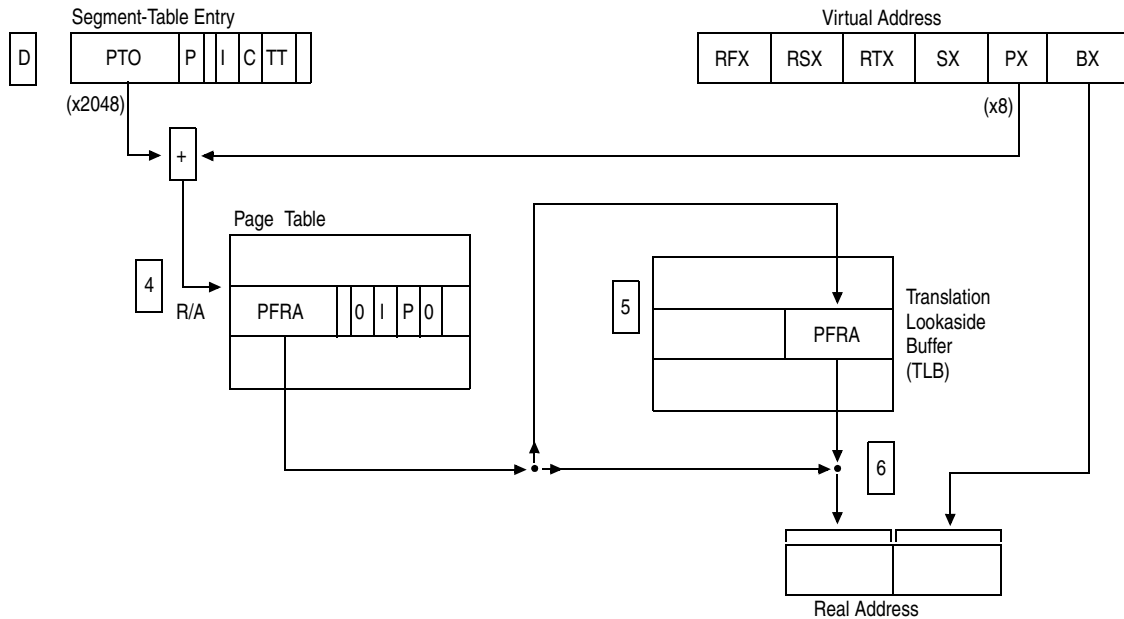 Segment-Table Entry
Virtual Address
D
PTO P I C TT
RFX RSX RTX SX PX BX
(x2048)
(x8)
+
Page Table
4
R/A
PFRA 0 I P 0
5
PFRA
Translation
Lookaside
Buffer
(TLB)
6
Real Address